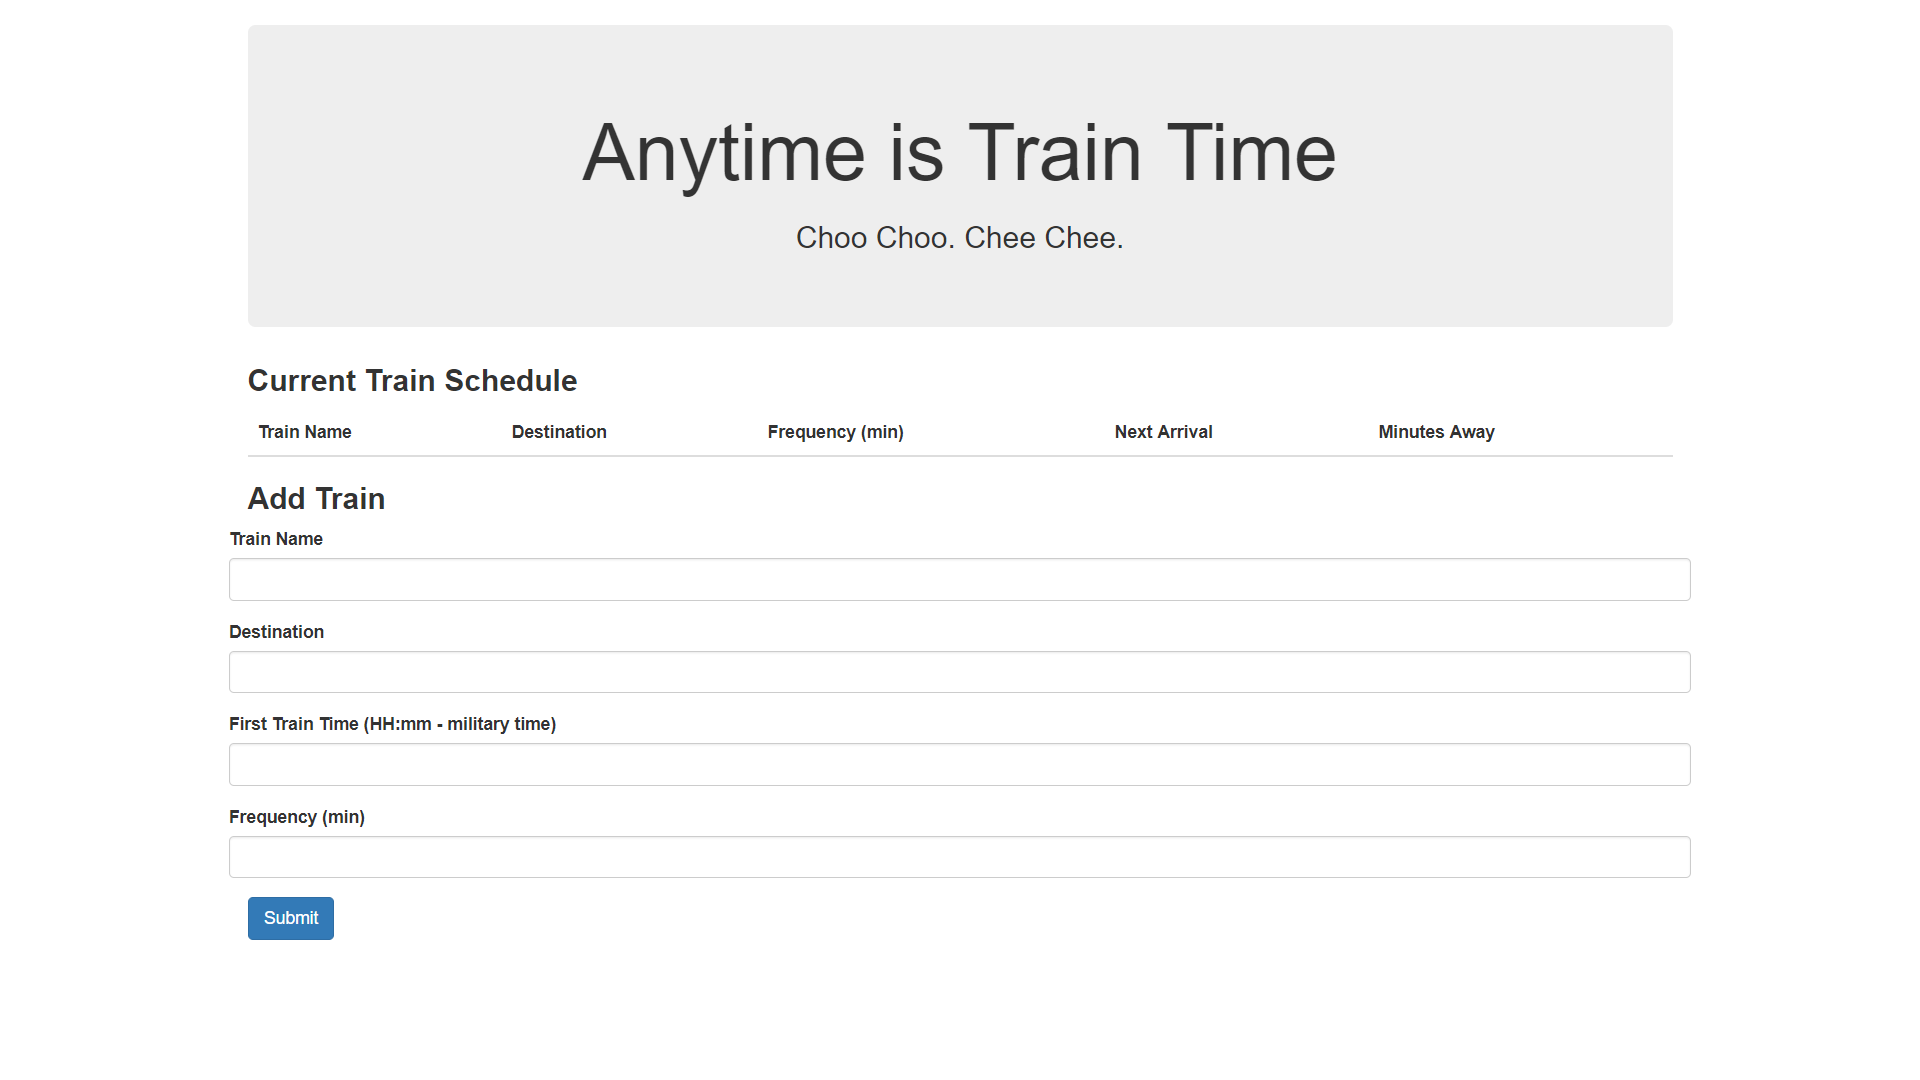 Anytime is Train Time
Choo Choo. Chee Chee.
Current Train Schedule
Train Name Destination Frequency (min) Next Arrival Minutes Away
Add Train
Train Name
Destination
First Train Time (HH:mm - military time)
Frequency (min)
Submit